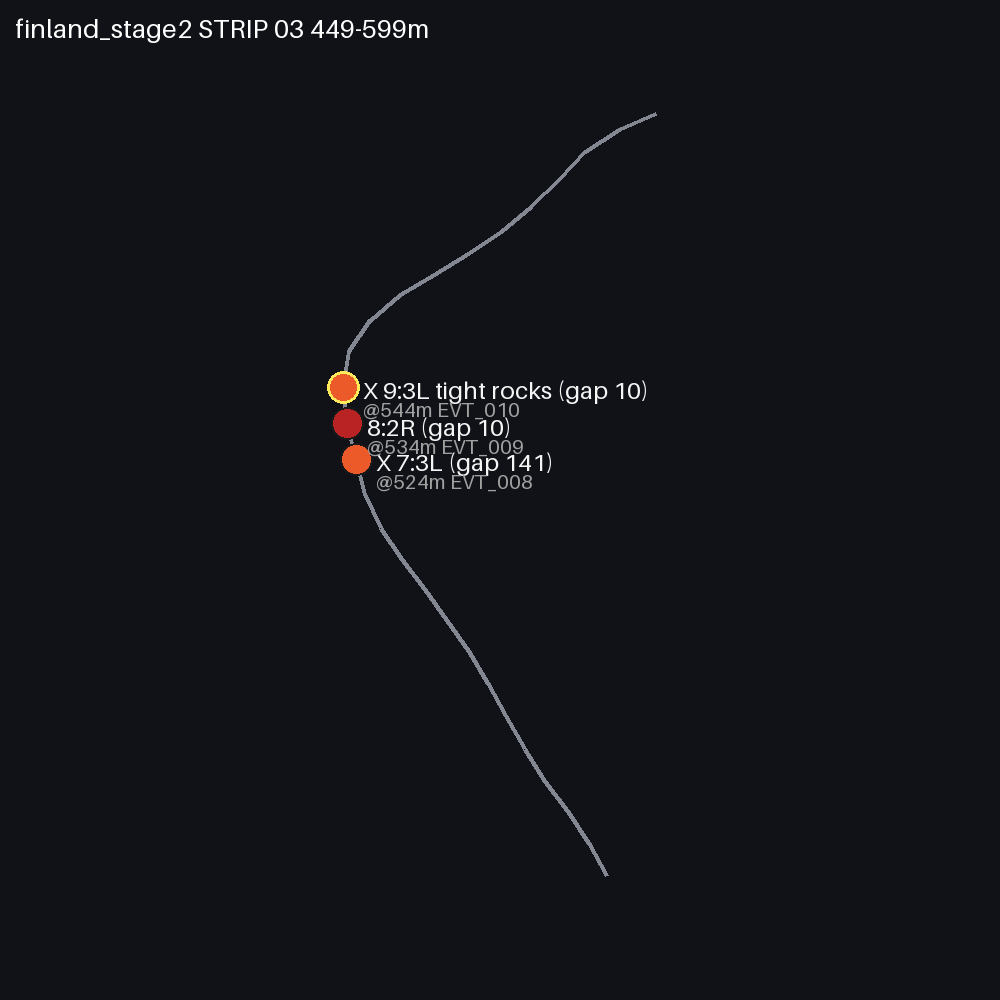 finland_stage2 STRIP 03 449-599m
X 9:3L tight rocks (gap 10)
@544m EVT_010
8:2R (gap 10)
@534m EVT_009
X 7:3L (gap 141)
@524m EVT_008